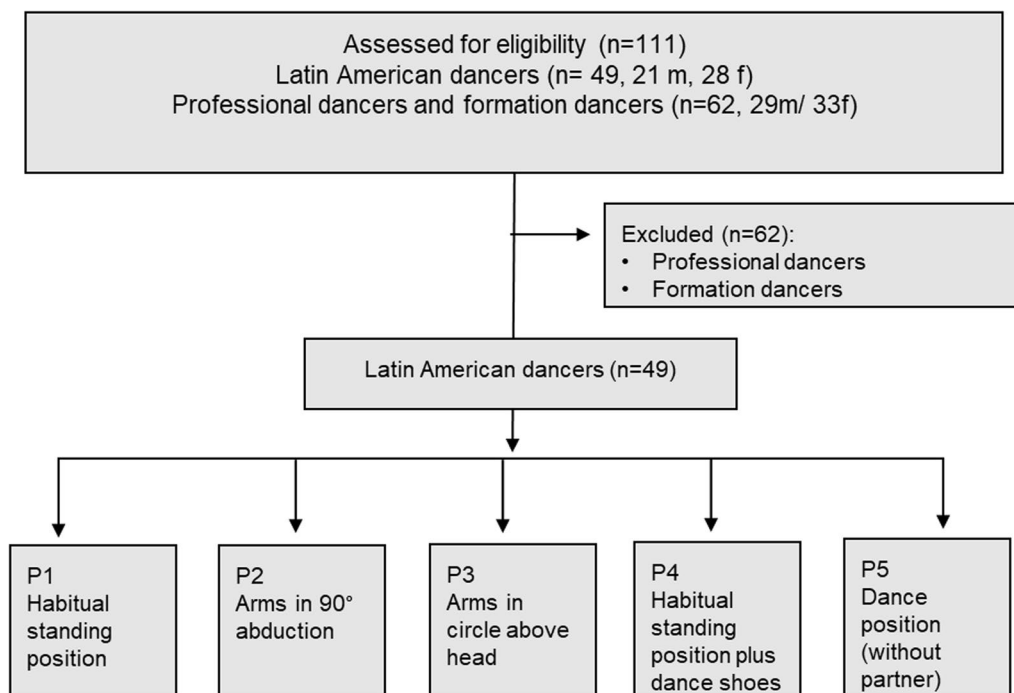 Assessed for eligibility (n=111)
Latin American dancers (n= 49, 21 m, 28 f)
Professional dancers and formation dancers (n=62, 29m/ 33f)
Excluded (n=62):
• Professional dancers
• Formation dancers
Latin American dancers (n=49)
P1
Habitual
standing
position
P2
Arms in 90°
abduction
P3
Arms in
circle above
head
P4
Habitual
standing
position plus
dance shoes
P5
Dance
position
(without
partner)